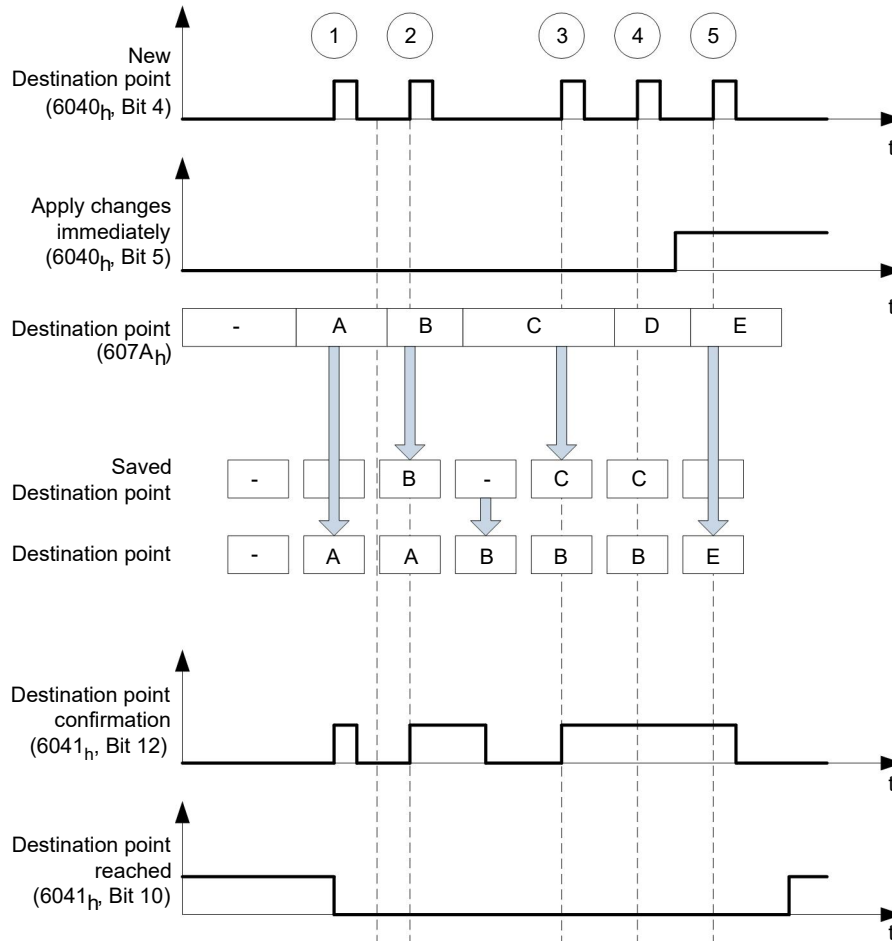 1 2 3 4 5
New
Destination point
(6040h, Bit 4)
t
Apply changes
immediately
(6040h, Bit 5)
t
Destination point
(607Ah)
- A B C D E
Saved
Destination point
- B - C C
Destination point
- A A B B B E
Destination point
confirmation
(6041h, Bit 12)
t
Destination point
reached
(6041h, Bit 10)
t